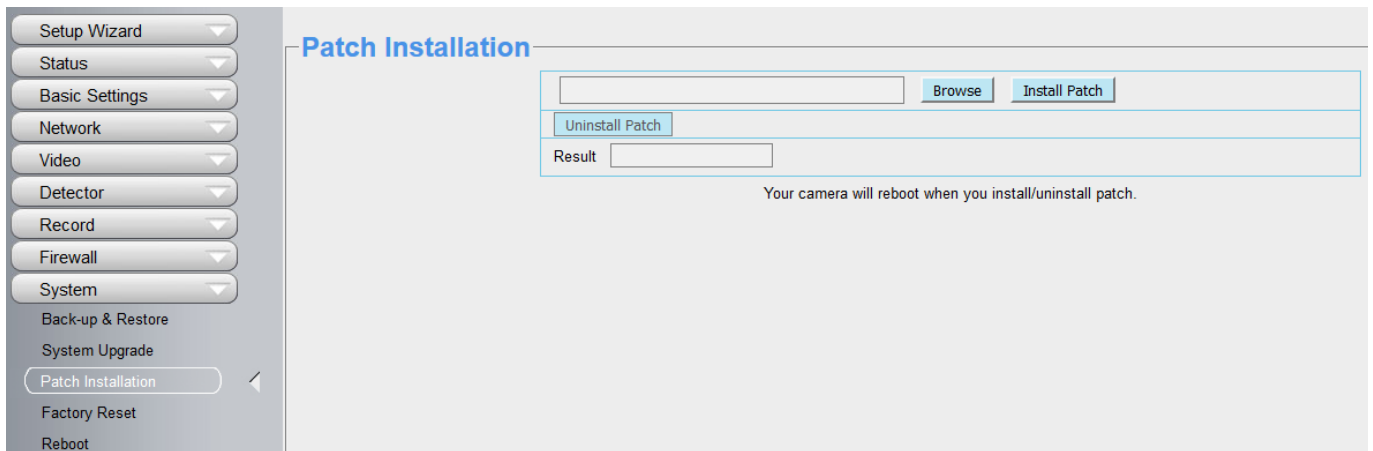 Setup Wizard
Status
Basic Settings
Network
Video
Detector
Record
Firewall
System
Back-up & Restore
System Upgrade
Patch Installation
Factory Reset
Reboot
Patch Installation
Browse Install Patch
Uninstall Patch
Result
Your camera will reboot when you install/uninstall patch.